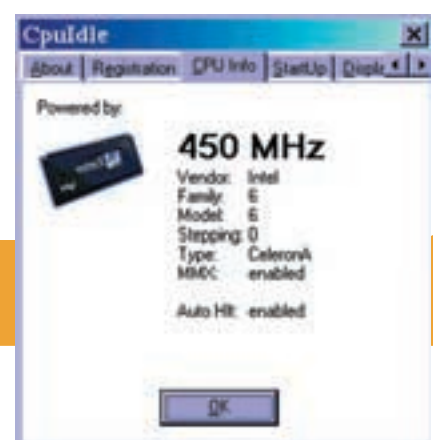 CpuIdle
About Registration CPU Info StartUp
Powered by:
450 MHz
Vendor: Intel
Family: 6
Model: 6
Stepping: 0
Type: CeleronA
MMX: enabled
Auto Hlt: enabled
OK